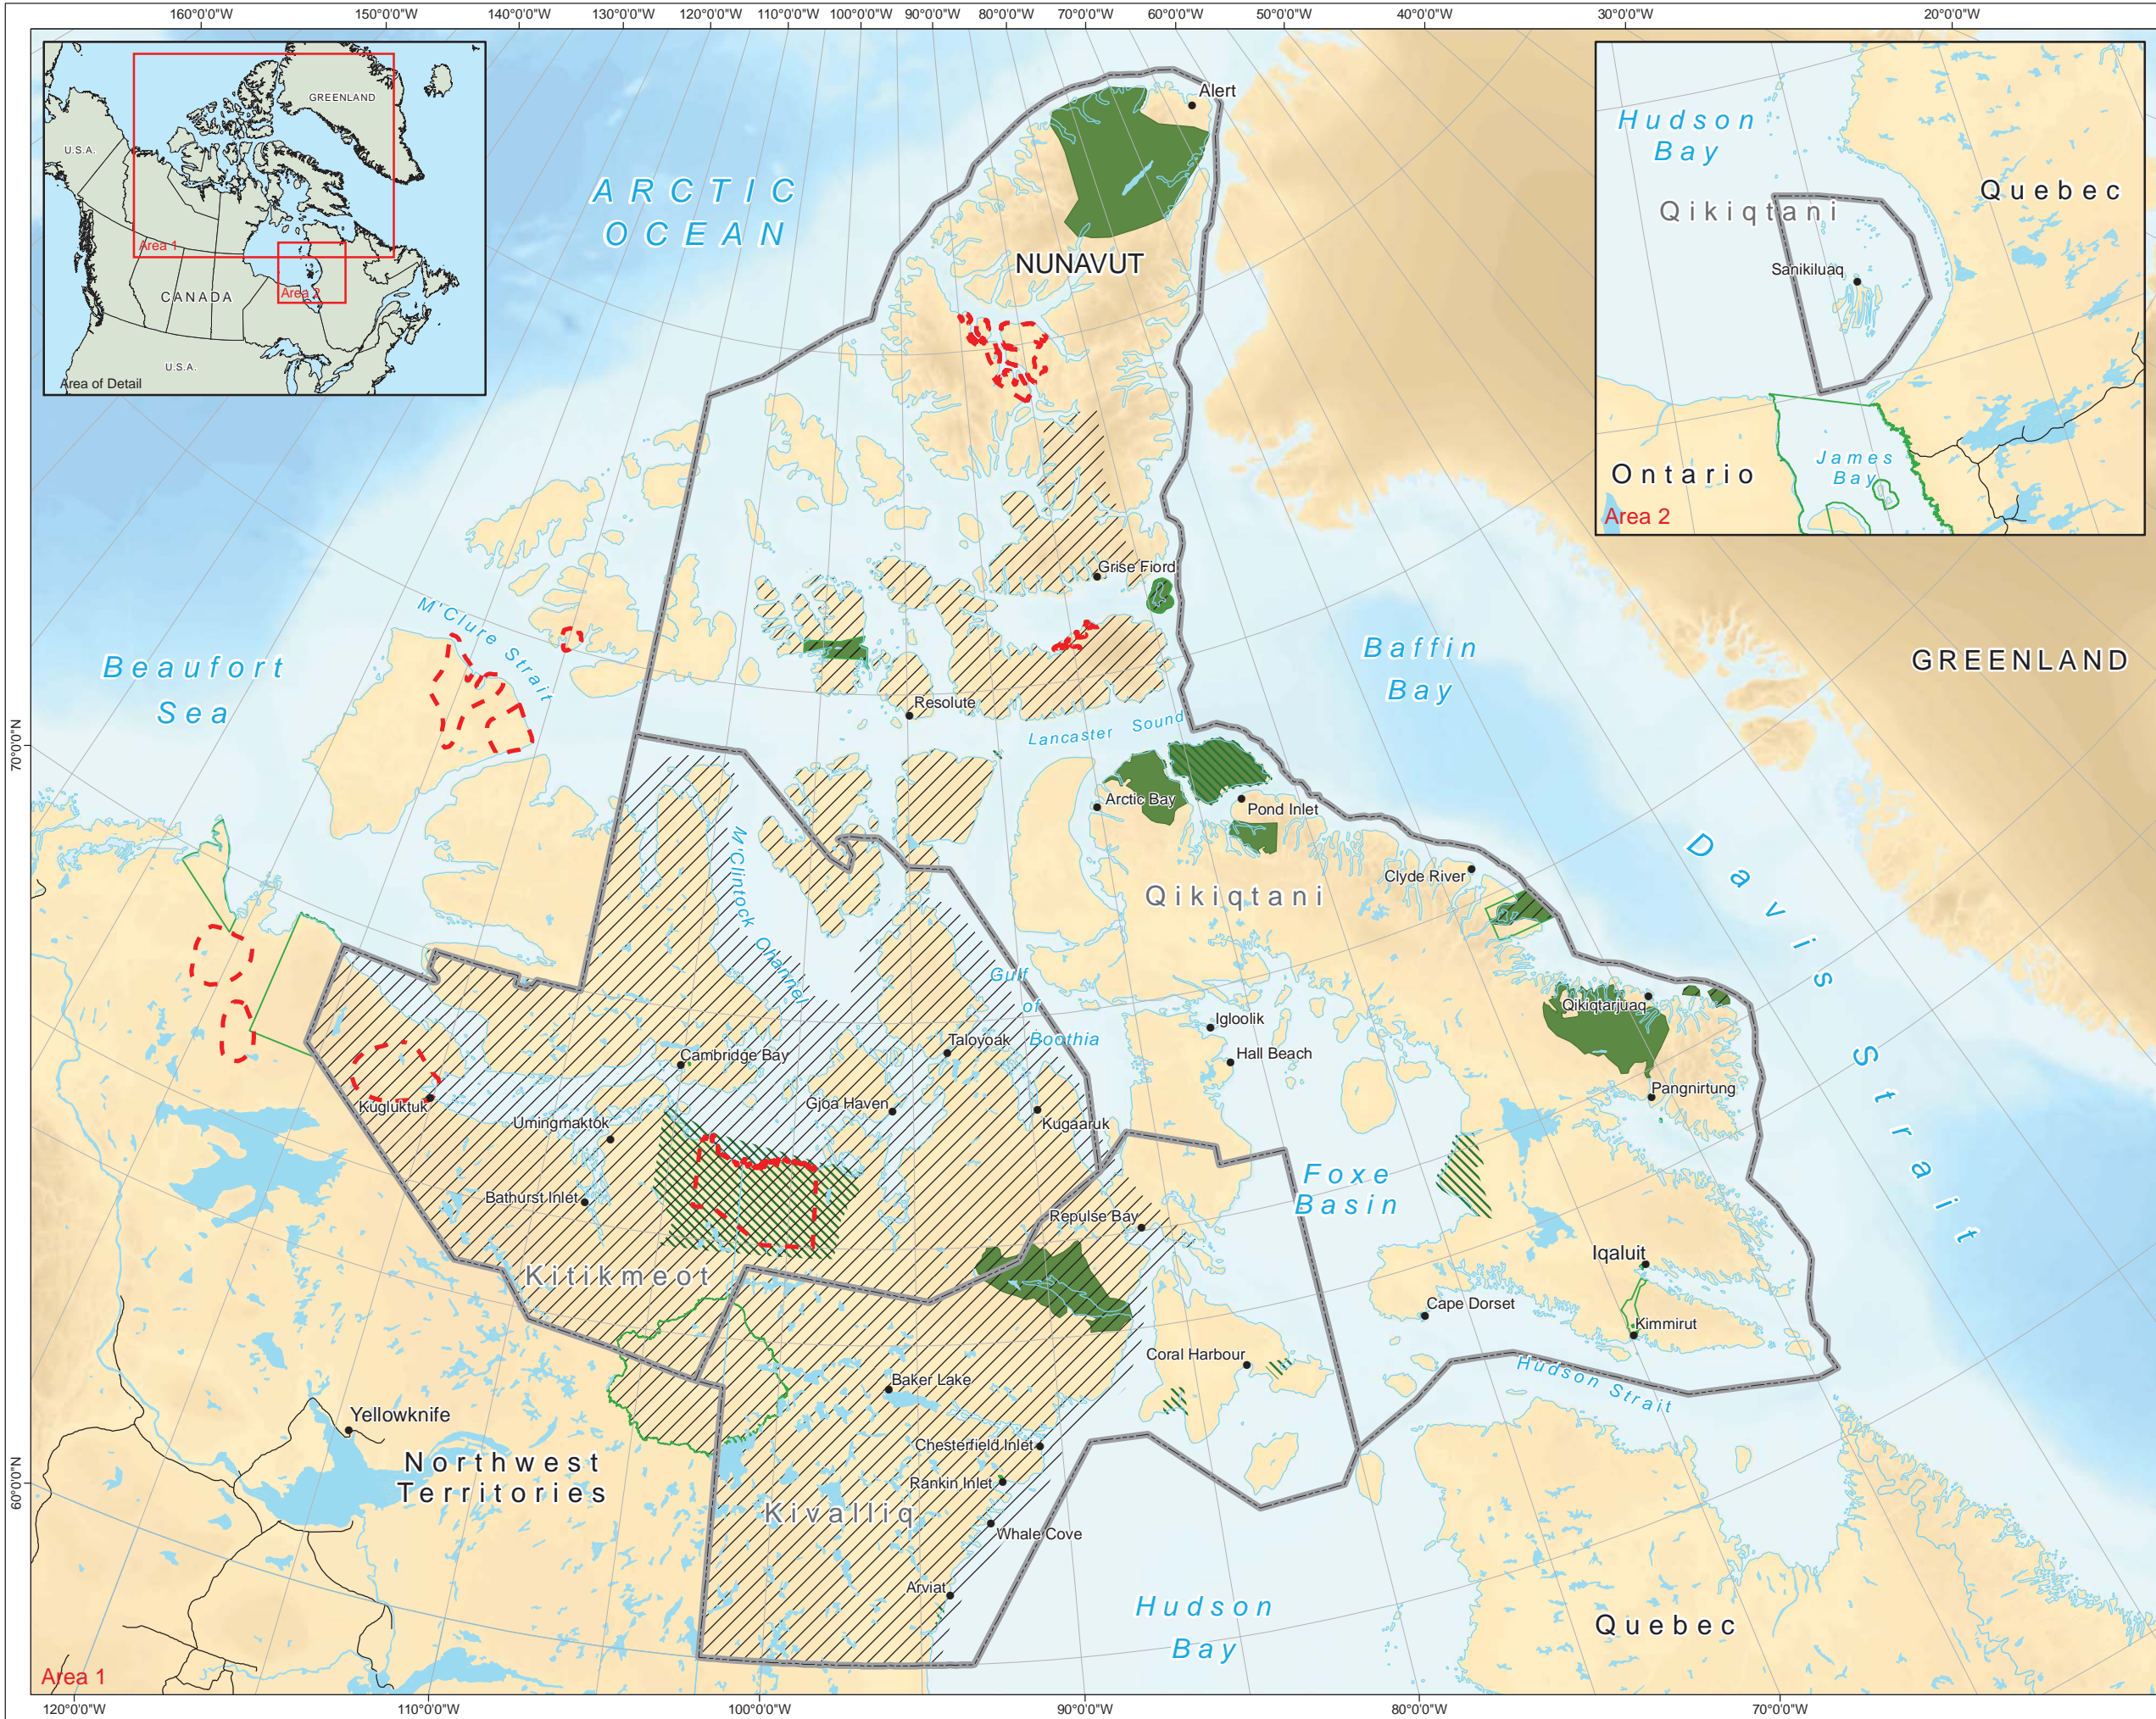 160°0'0"W
150°0'0"W
140°0'0"W
130°0'0"W
120°0'0"W
110°0'0"W
100°0'0"W
90°0'0"W
80°0'0"W
70°0'0"W
60°0'0"W
50°0'0"W
40°0'0"W
30°0'0"W
20°0'0"W
GREENLAND
U.S.A.
Area 1
Area 2
CANADA
U.S.A.
Area of Detail
Hudson
Bay
Quebec
Qikiqtani
Sanikiluaq
James
Bay
Ontario
Area 2
Alert
ARCTIC
OCEAN
NUNAVUT
Grise Fiord
M'Clure Strait
Beaufort
Sea
Baffin
Bay
GREENLAND
Resolute
Lancaster Sound
70°0'0"N
Arctic Bay
Pond Inlet
M'Clintock Channel
Clyde River
Qikiqtani
Davis Strait
Gulf
of
Boothia
Qikiqtarjuaq
Igloolik
Hall Beach
Taloyoak
Cambridge Bay
Pangnirtung
Kugluktuk
Gjoa Haven
Umingmaktok
Kugaaruk
Foxe
Basin
Bathurst Inlet
Repulse Bay
Iqaluit
Kitikmeot
Cape Dorset
Kimmirut
Coral Harbour
Hudson Strait
Baker Lake
Yellowknife
Northwest
Territories
Chesterfield Inlet
Rankin Inlet
60°0'0"N
Kivalliq
Whale Cove
Arviat
Hudson
Bay
Quebec
Area 1
120°0'0"W
110°0'0"W
100°0'0"W
90°0'0"W
80°0'0"W
70°0'0"W